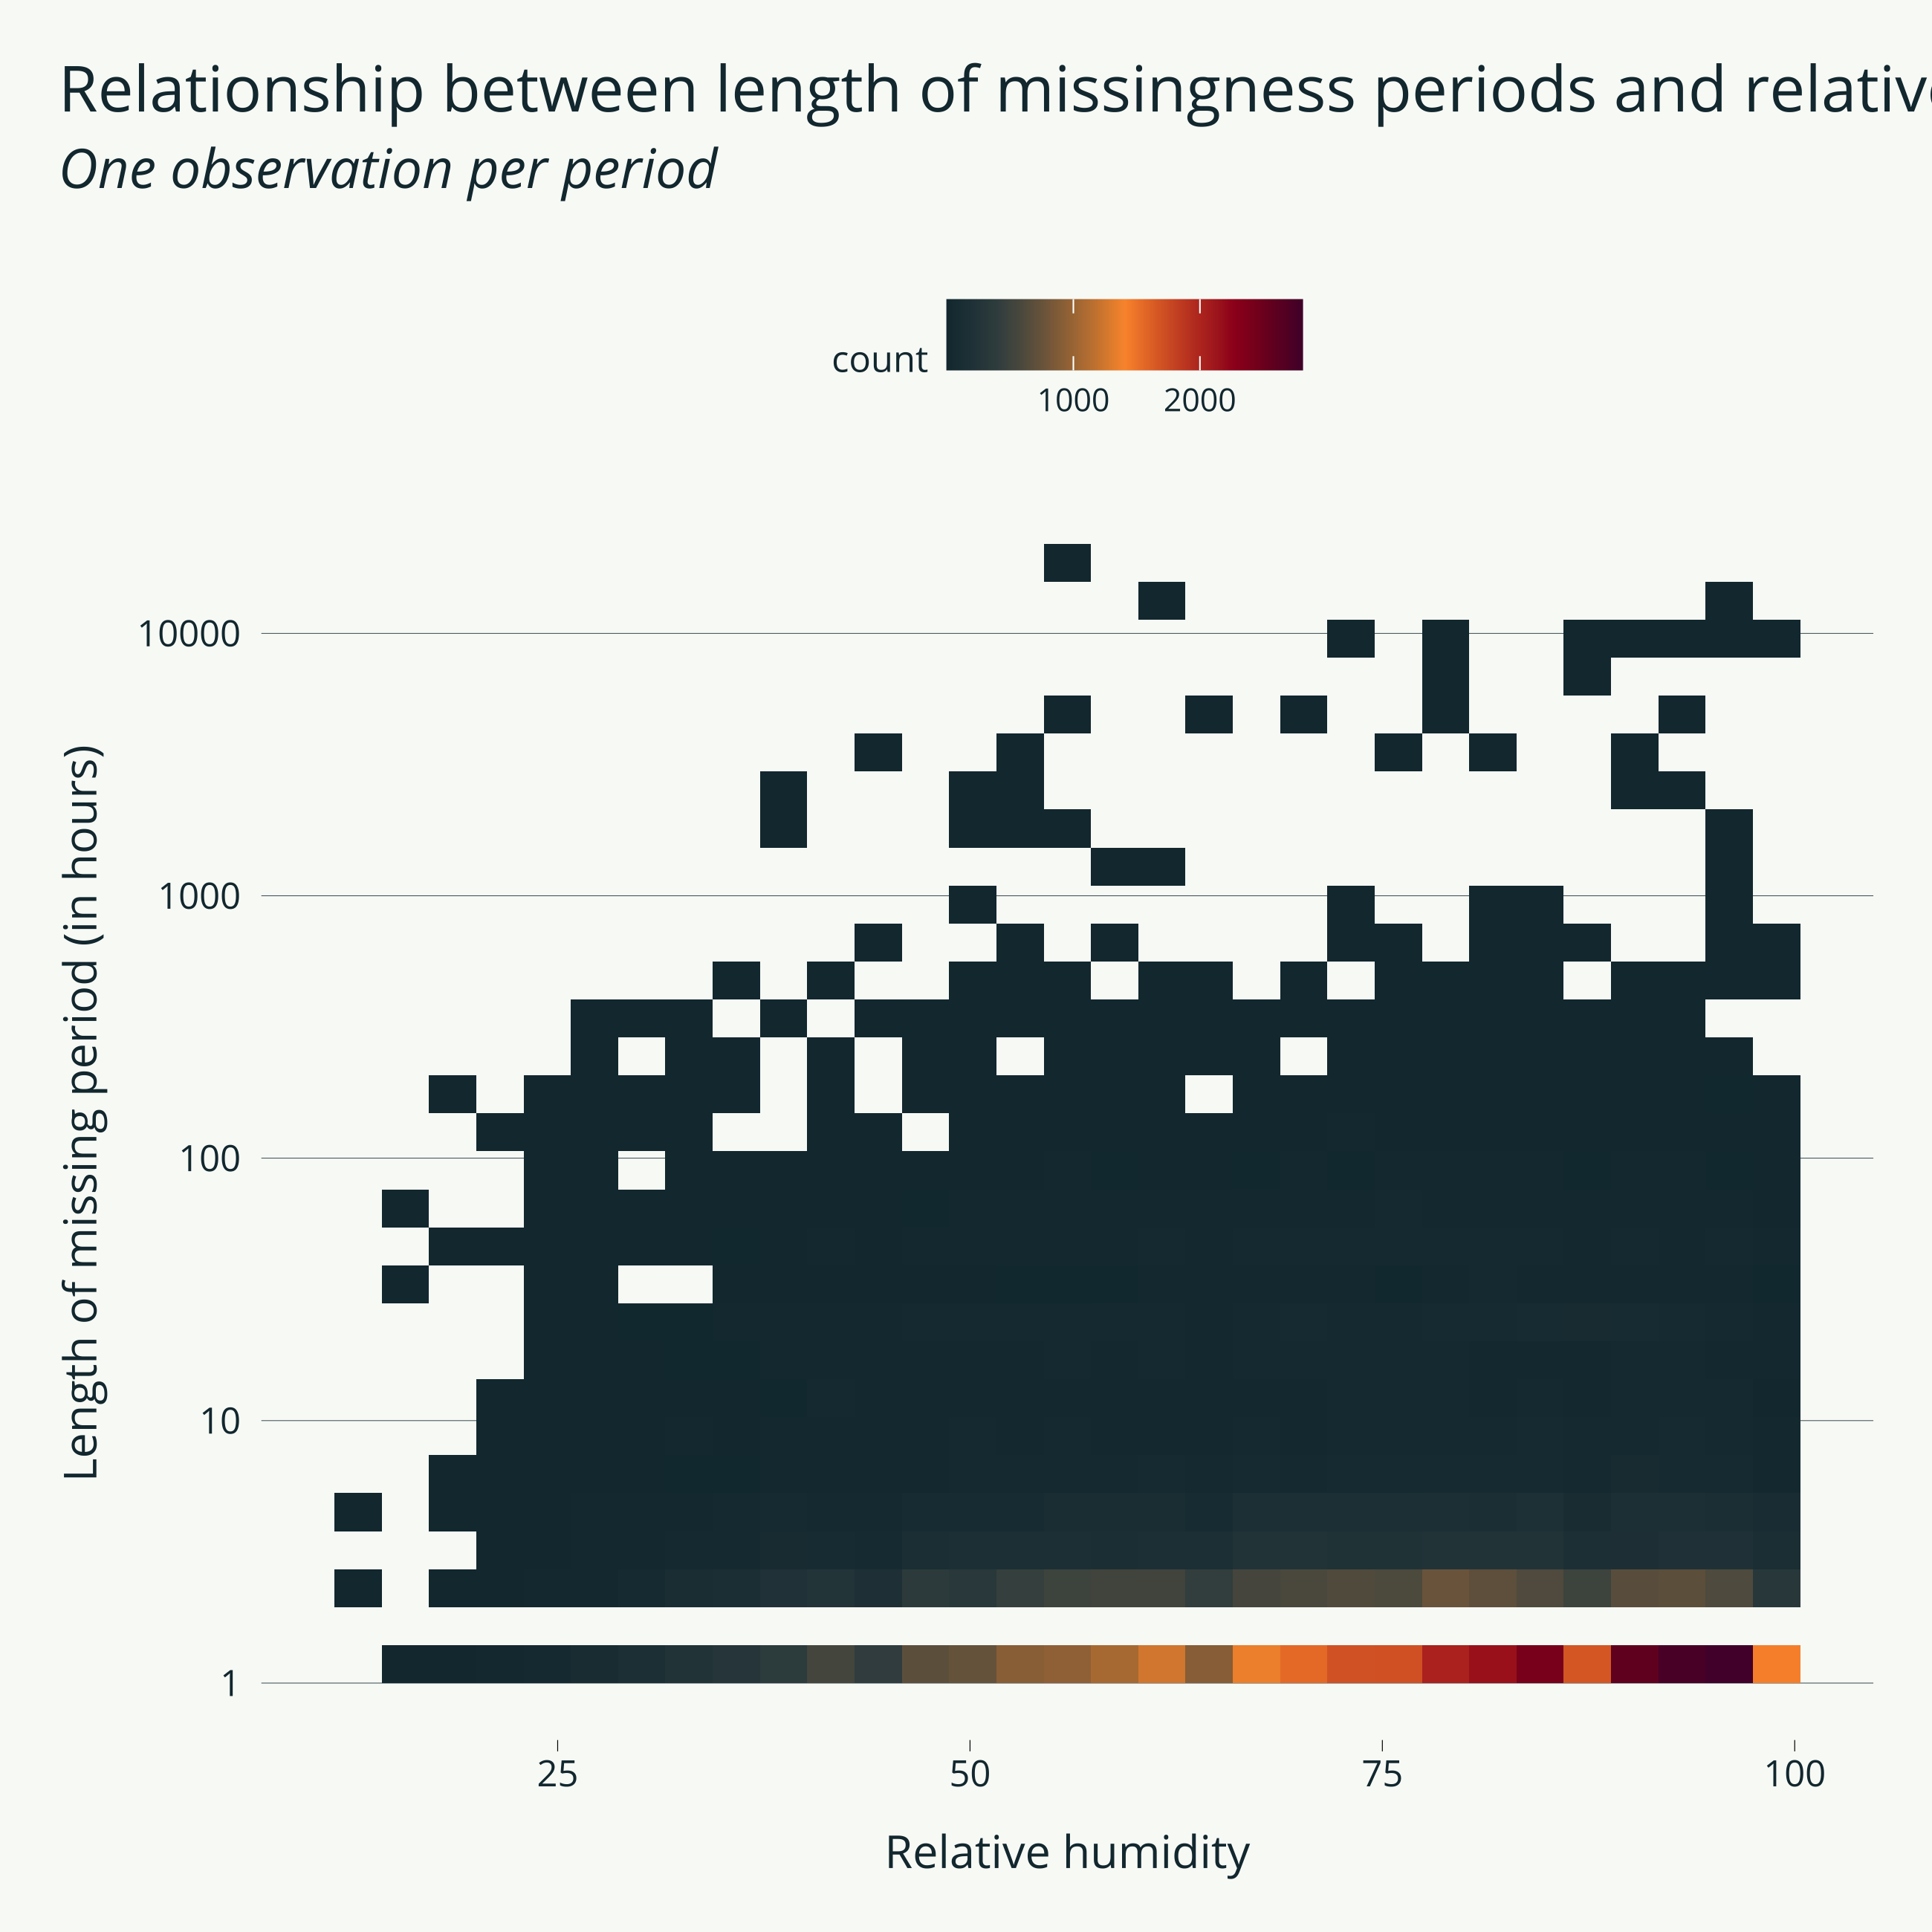 Relationship between length of missingness periods and relative
One observation per period
count
1000 2000
10000
1000
100
10
1
Length of missing period (in hours)
25 50 75 100
Relative humidity